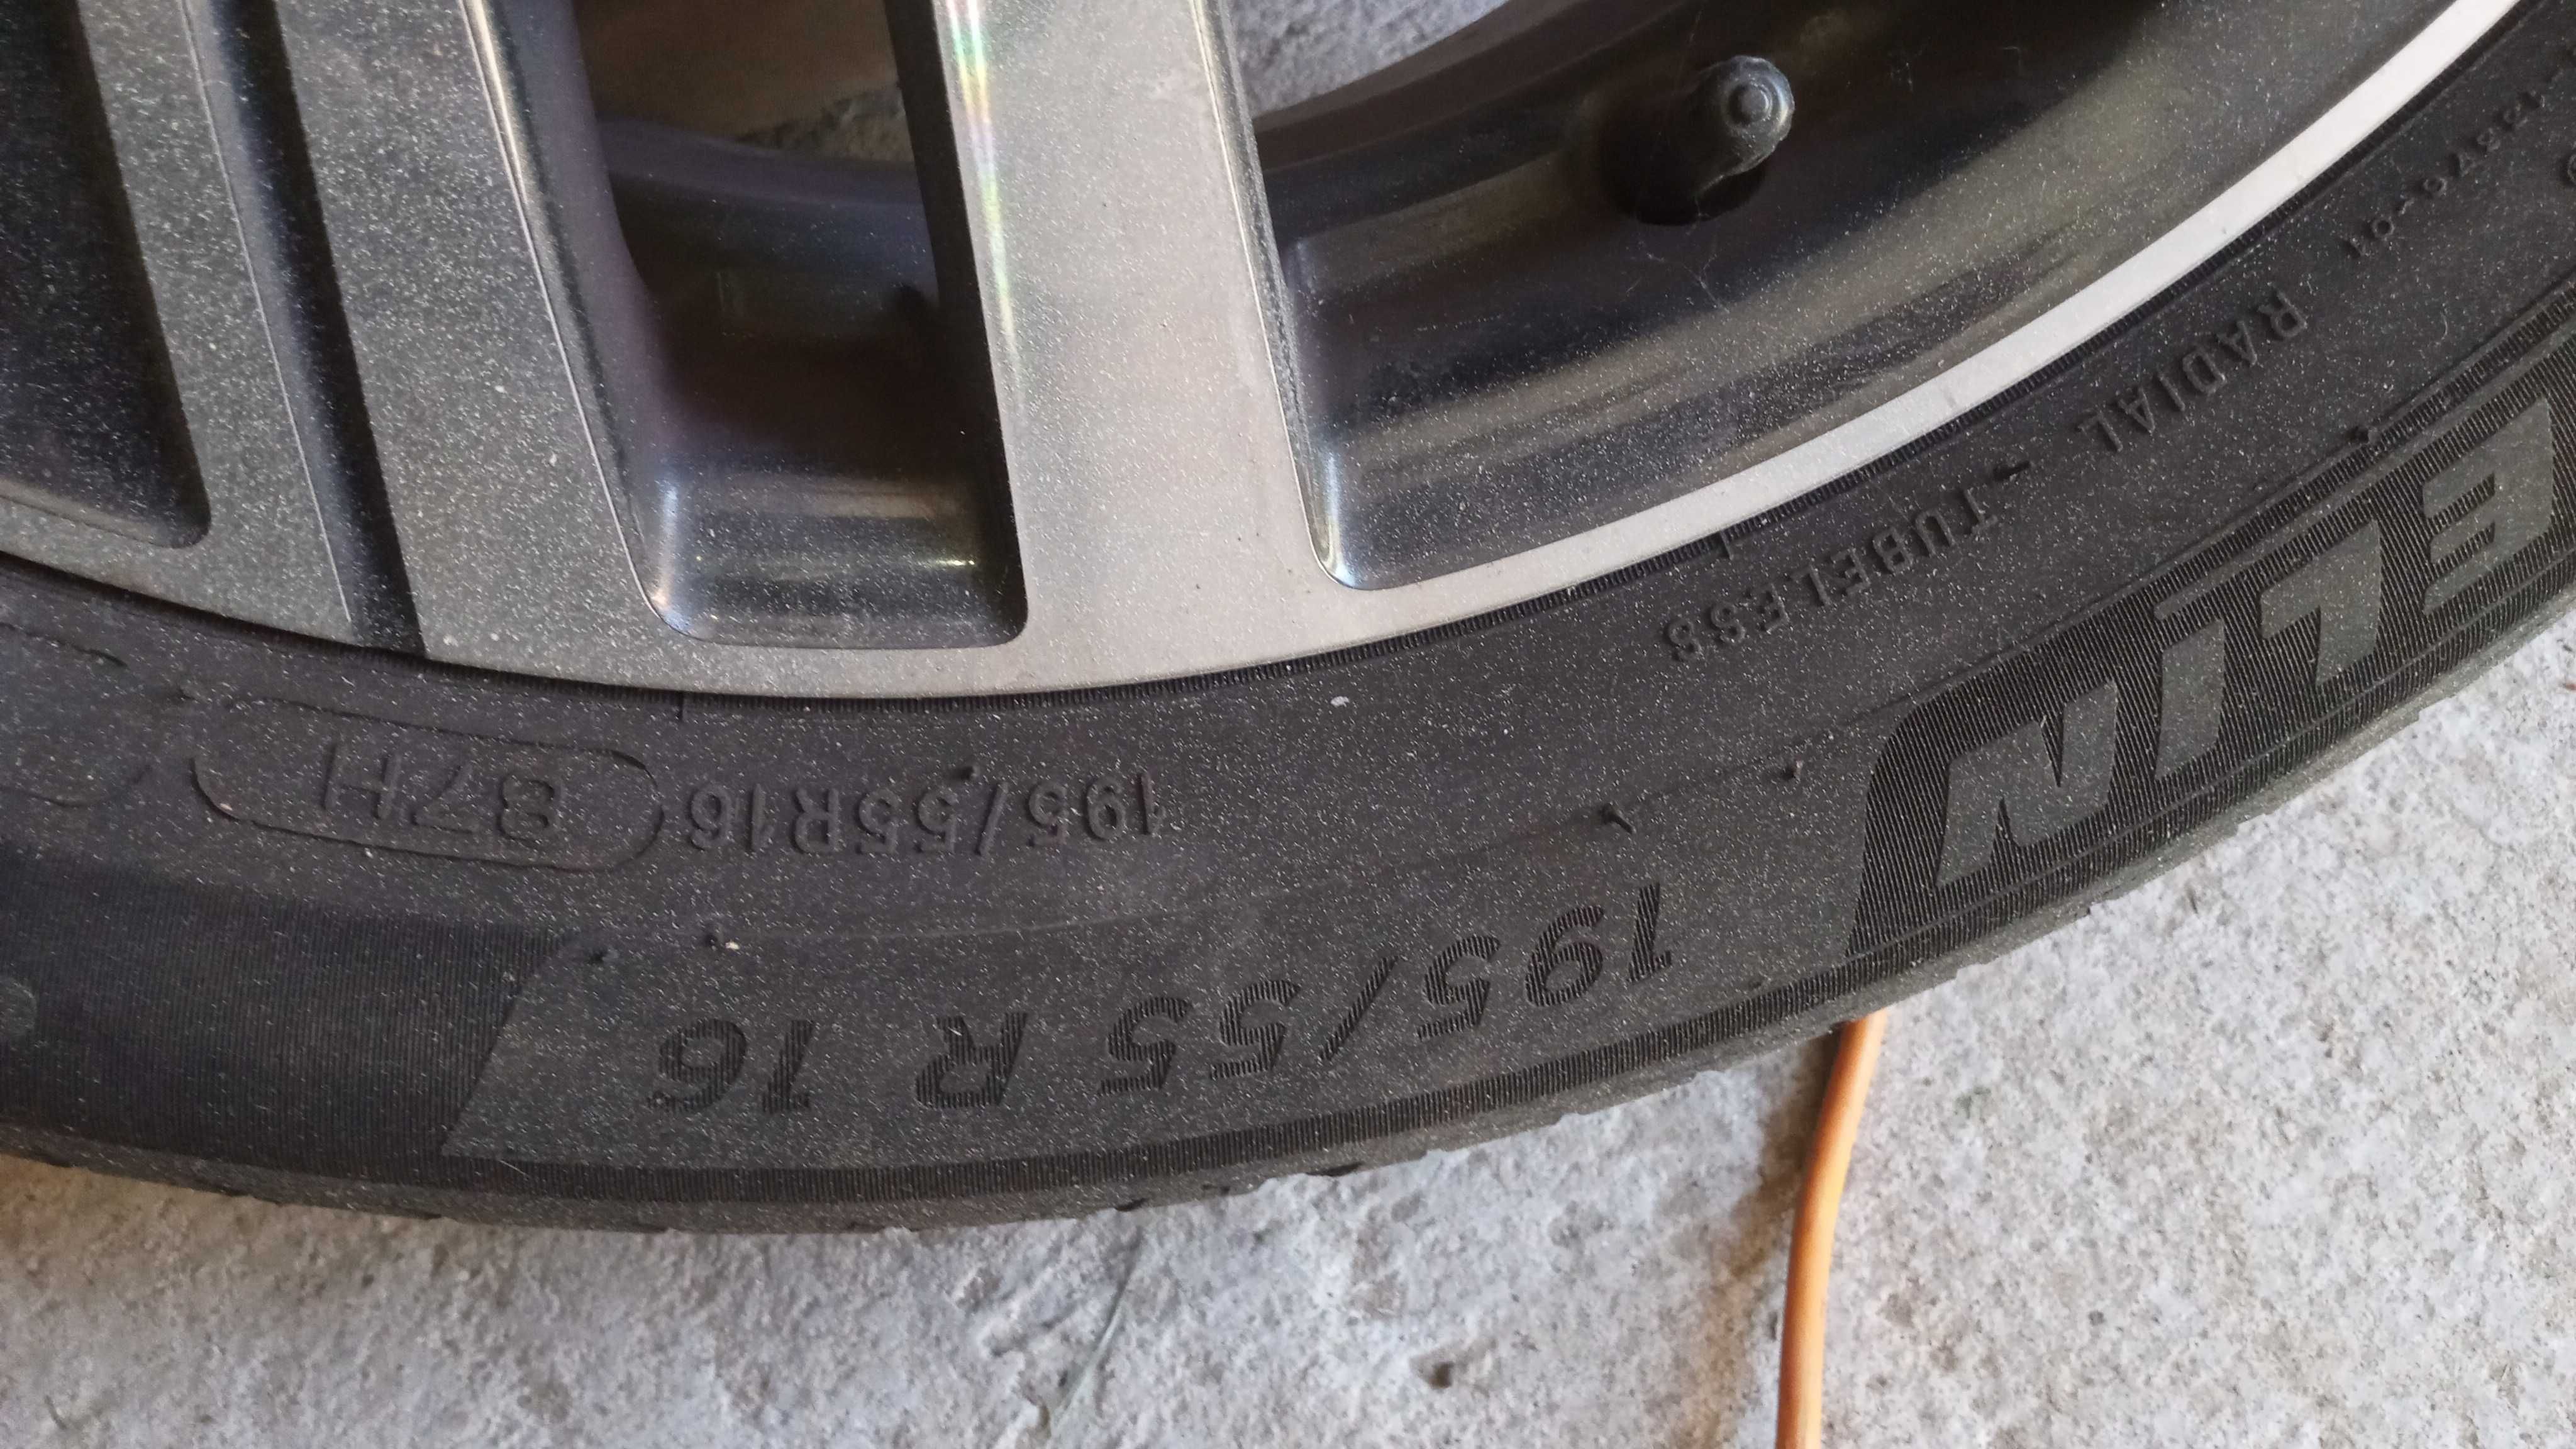 RADIAL - TUBELESS
ELIN
195/55R16 87H
195/55 R 16